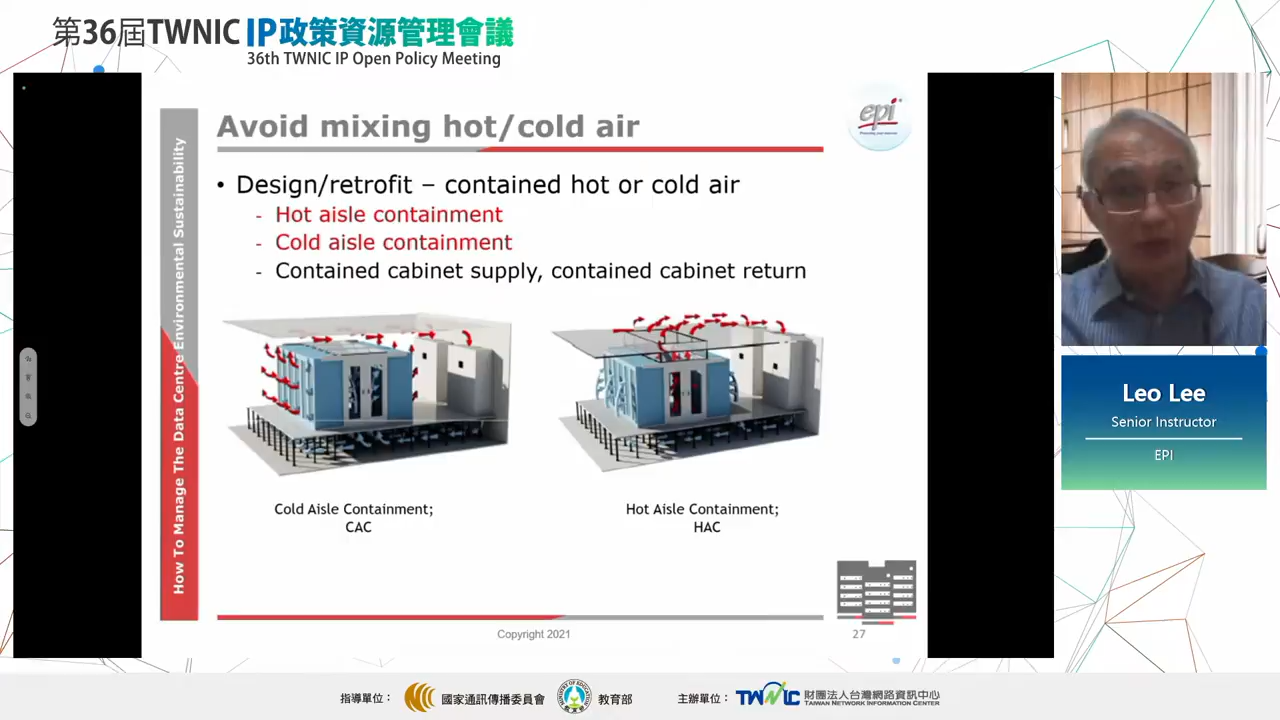 第36屆TWNIC IP政策資源管理會議
36th TWNIC IP Open Policy Meeting
How To Manage The Data Centre Environmental Sustainability
Avoid mixing hot/cold air
epi
• Design/retrofit – contained hot or cold air
- Hot aisle containment
- Cold aisle containment
- Contained cabinet supply, contained cabinet return
Cold Aisle Containment;
CAC
Hot Aisle Containment;
HAC
Copyright 2021
27
Leo Lee
Senior Instructor
EPI
指導單位：
國家通訊傳播委員會
教育部
主辦單位：
TWNIC
財團法人台灣網路資訊中心
TAIWAN NETWORK INFORMATION CENTER